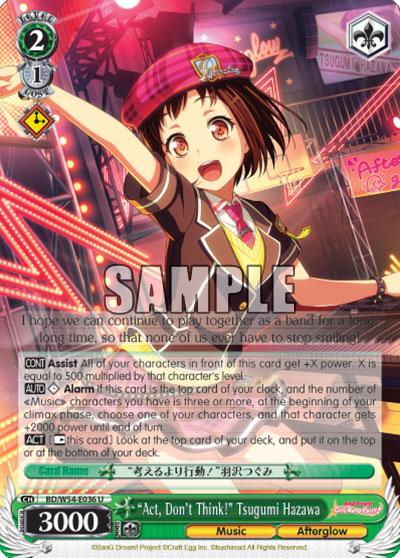 LEVEL
2
1
COST
glow
TSUGUMI HAZAWA
Afte
SAMPLE
I hope we can continue to play together as a band for a long,
long time, so that none of us ever have to stop smiling!
CONT Assist All of your characters in front of this card get +X power. X is
equal to 500 multiplied by that character's level.
AUTO Alarm If this card is the top card of your clock, and the number of
«Music» characters you have is three or more, at the beginning of your
climax phase, choose one of your characters, and that character gets
+2000 power until end of turn.
ACT [ this card] Look at the top card of your deck, and put it on the top
or at the bottom of your deck.
Card Name
“考えるより行動!”羽沢つぐみ
CH BD/WS4-E036 U
3000
"Act, Don't Think!" Tsugumi Hazawa
Music
Afterglow
©BanG Dream! Project ©Craft Egg Inc. ©bushiroad All Rights Reserved.